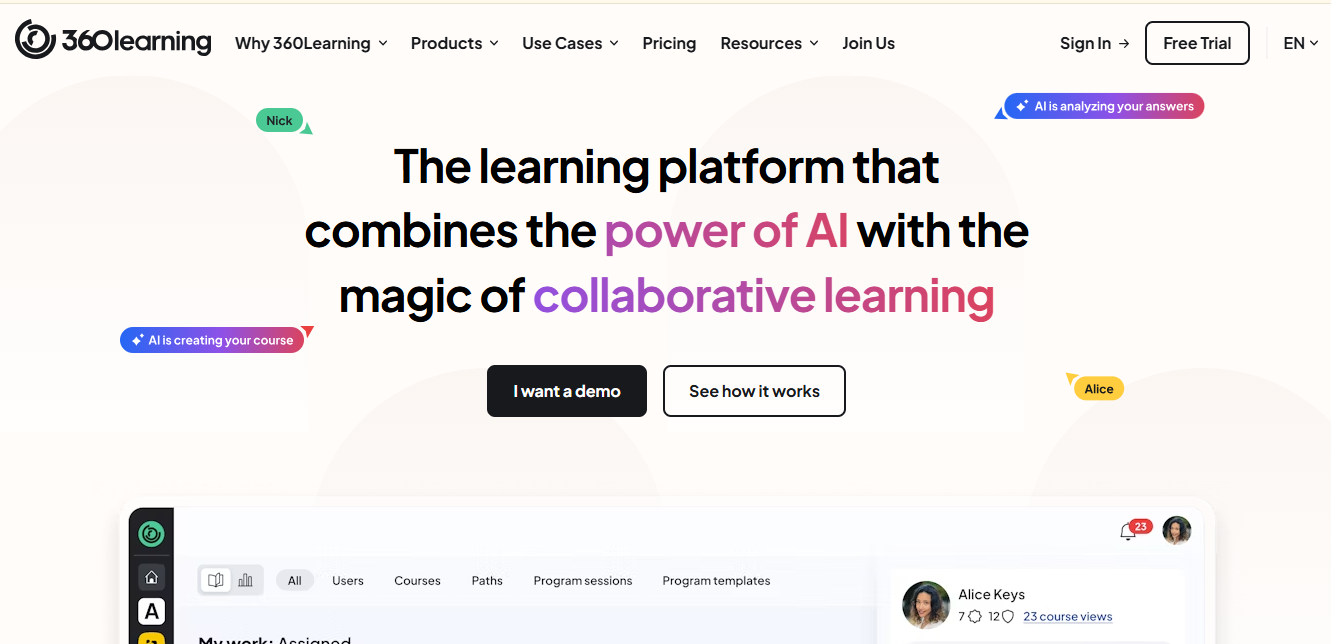 360learning Why 360Learning Products Use Cases Pricing Resources Join Us Sign In → Free Trial EN
Nick
AI is analyzing your answers
The learning platform that
combines the power of AI with the
magic of collaborative learning
AI is creating your course
I want a demo See how it works
Alice
23
All Users Courses Paths Program sessions Program templates
Alice Keys
7 12 23 course views
A
My work: Assigned